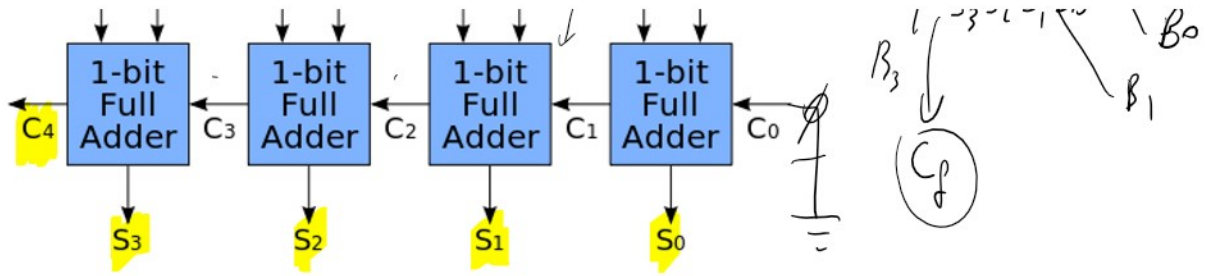 1-bit Full Adder 1-bit Full Adder 1-bit Full Adder 1-bit Full Adder
C4 C3 C2 C1 C0
S3 S2 S1 S0
B0
B3
B1
Cf